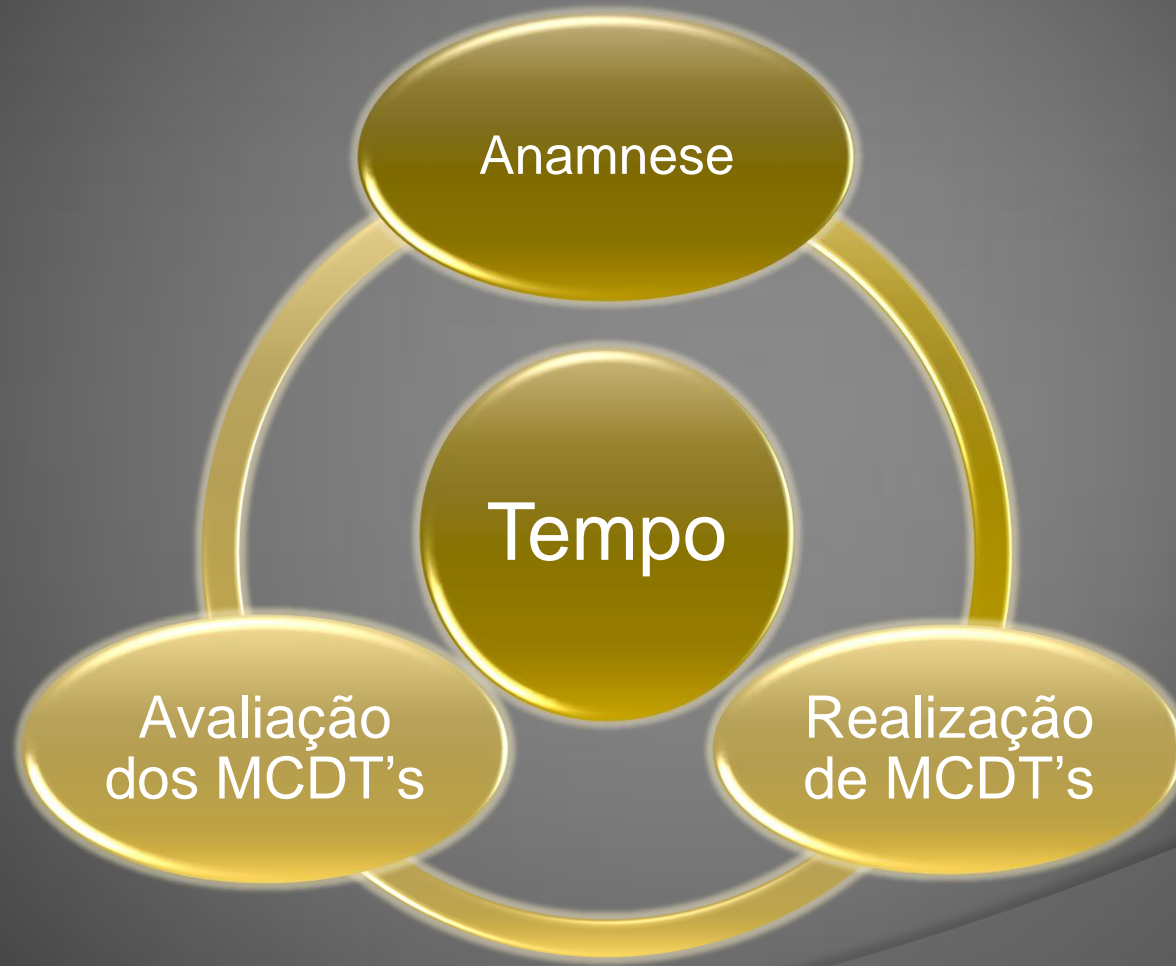 Anamnese
Tempo
Avaliação
dos MCDT’s
Realização
de MCDT’s